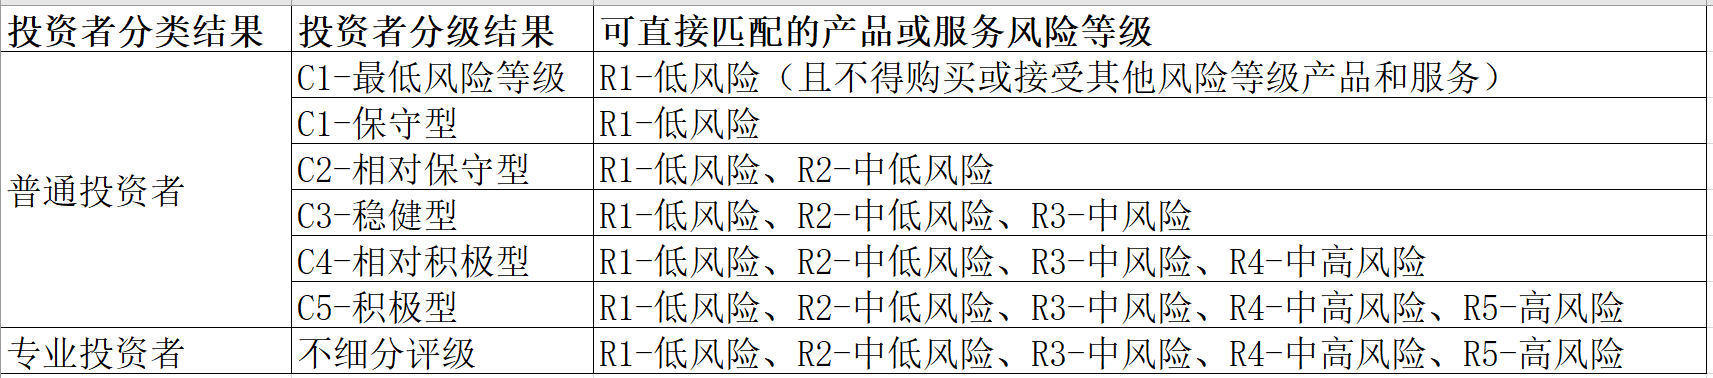 投资者分类结果 投资者分级结果 可直接匹配的产品或服务风险等级
C1-最低风险等级 R1-低风险（且不得购买或接受其他风险等级产品和服务）
C1-保守型 R1-低风险
C2-相对保守型 R1-低风险、R2-中低风险
普通投资者
C3-稳健型 R1-低风险、R2-中低风险、R3-中风险
C4-相对积极型 R1-低风险、R2-中低风险、R3-中风险、R4-中高风险
C5-积极型 R1-低风险、R2-中低风险、R3-中风险、R4-中高风险、R5-高风险
专业投资者 不细分评级 R1-低风险、R2-中低风险、R3-中风险、R4-中高风险、R5-高风险